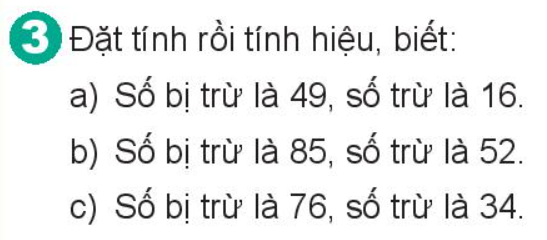 3 Đặt tính rồi tính hiệu, biết:
a) Số bị trừ là 49, số trừ là 16.
b) Số bị trừ là 85, số trừ là 52.
c) Số bị trừ là 76, số trừ là 34.